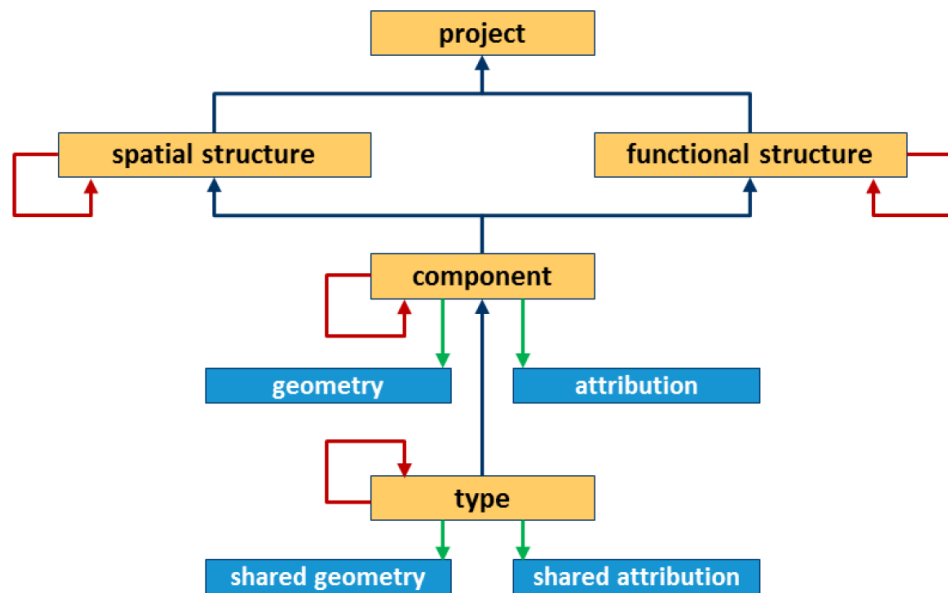 project
spatial structure
functional structure
component
geometry
attribution
type
shared geometry
shared attribution